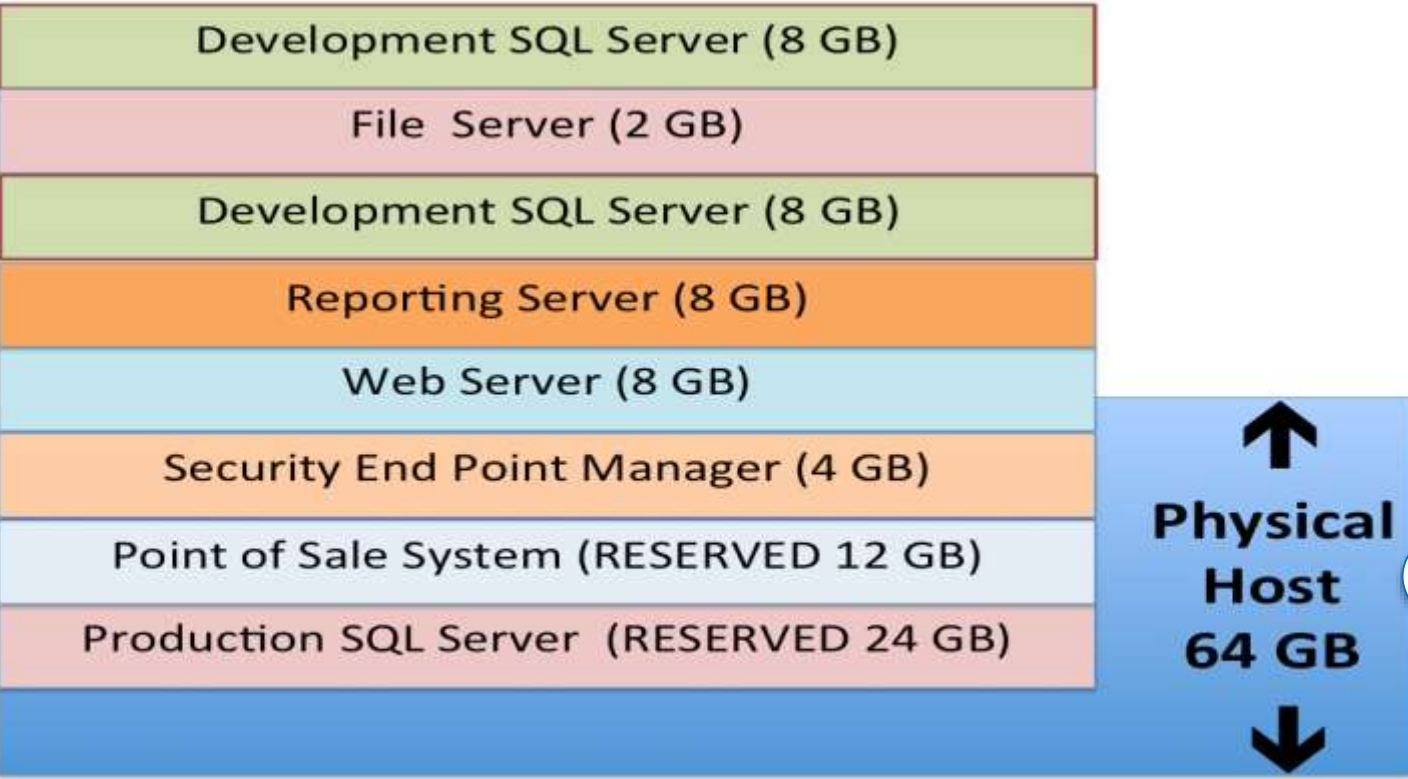 Development SQL Server (8 GB)
File Server (2 GB)
Development SQL Server (8 GB)
Reporting Server (8 GB)
Web Server (8 GB)
Security End Point Manager (4 GB)
Point of Sale System (RESERVED 12 GB)
Production SQL Server (RESERVED 24 GB)
Physical
Host
64 GB